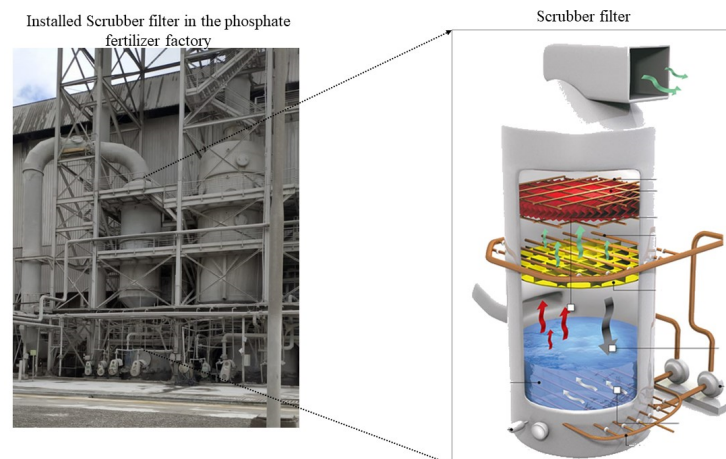 Installed Scrubber filter in the phosphate
fertilizer factory
Scrubber filter